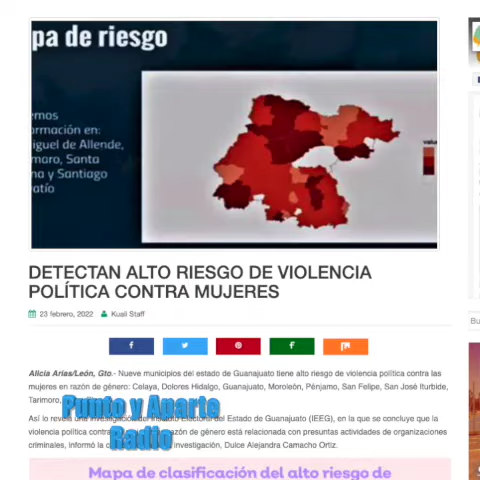 pa de riesgo
emos
ormación en:
iguel de Allende,
maro, Santa
na y Santiago
atío
DETECTAN ALTO RIESGO DE VIOLENCIA
POLÍTICA CONTRA MUJERES
23 febrero, 2022 Kuali Staff
Alicia Arias/León, Gto.- Nueve municipios del estado de Guanajuato tiene alto riesgo de violencia política contra las
mujeres en razón de género: Celaya, Dolores Hidalgo, Guanajuato, Moroleón, Pénjamo, San Felipe, San José Iturbide,
Tarimoro,
Punto y Aparte
Radio
Así lo revela una investigación del Instituto Electoral del Estado de Guanajuato (IEEG), en la que se concluye que la
violencia política contra razón de género está relacionada con presuntas actividades de organizaciones
criminales, informó la investigación, Dulce Alejandra Camacho Ortiz.
Mapa de clasificación del alto riesgo de
Bu